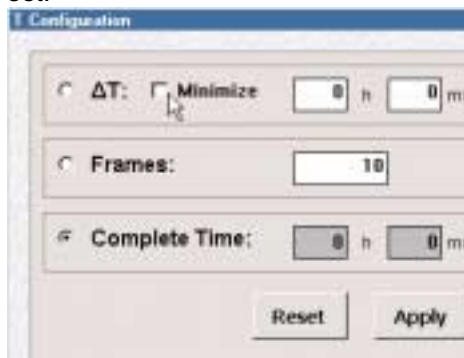 T Configuration
ΔT: Minimize 0 h 0 m
Frames: 10
Complete Time: 0 h 0 m
Reset Apply